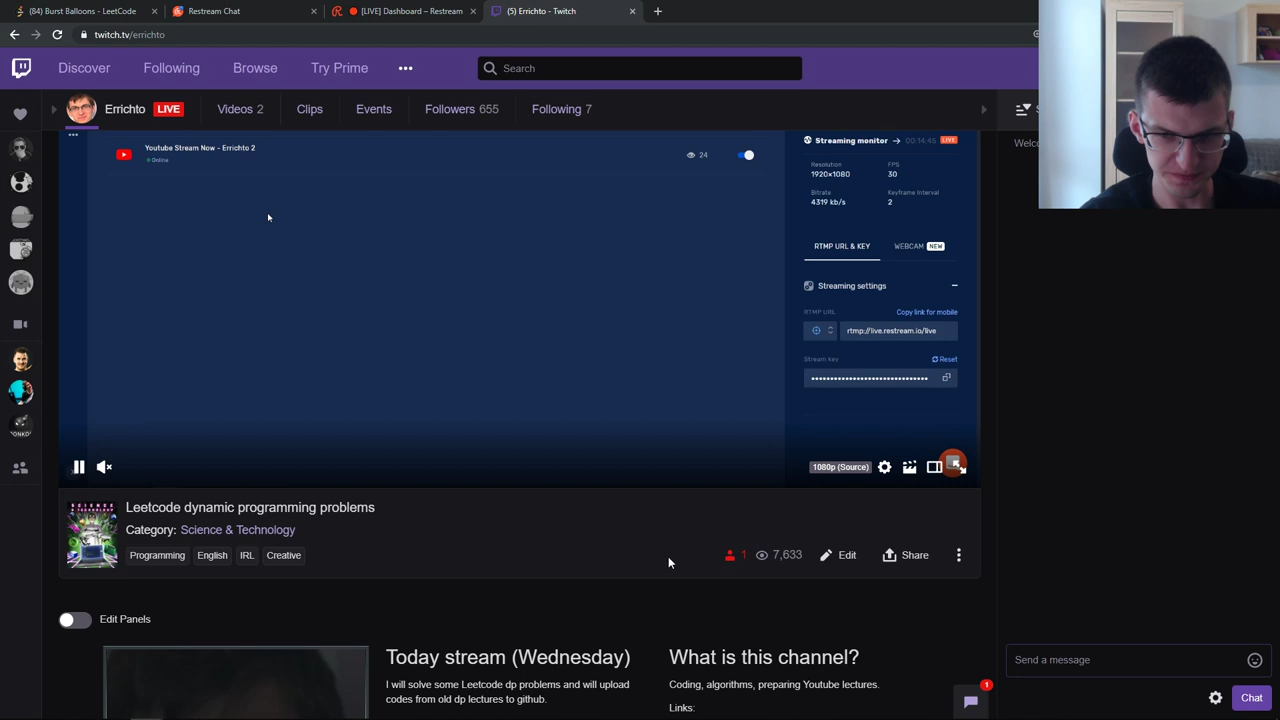 (84) Burst Balloons - LeetCode
Restream Chat
[LIVE] Dashboard – Restream
(5) Errichto - Twitch
twitch.tv/errichto
Discover
Following
Browse
Try Prime
Search
Errichto
LIVE
Videos 2
Clips
Events
Followers 655
Following 7
Youtube Stream Now - Errichto 2
Online
24
Streaming monitor
00:14:45
LIVE
Resolution
1920×1080
FPS
30
Bitrate
4319 kb/s
Keyframe Interval
2
RTMP URL & KEY
WEBCAM NEW
Streaming settings
RTMP URL
Copy link for mobile
rtmp://live.restream.io/live
Stream key
Reset
1080p (Source)
Leetcode dynamic programming problems
Category: Science & Technology
Programming
English
IRL
Creative
1
7,633
Edit
Share
Edit Panels
Today stream (Wednesday)
I will solve some Leetcode dp problems and will upload
codes from old dp lectures to github.
What is this channel?
Coding, algorithms, preparing Youtube lectures.
Links:
Send a message
1
Chat